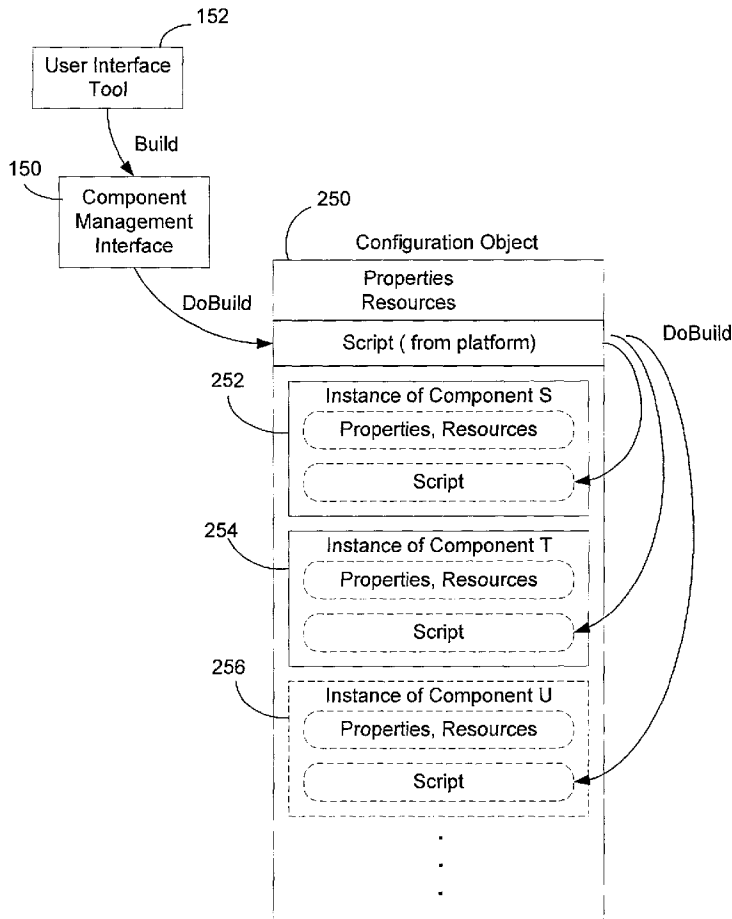 152
User Interface
Tool
Build
150
Component
Management
Interface
250
Configuration Object
Properties
Resources
DoBuild
Script ( from platform)
DoBuild
252
Instance of Component S
Properties, Resources
Script
254
Instance of Component T
Properties, Resources
Script
256
Instance of Component U
Properties, Resources
Script